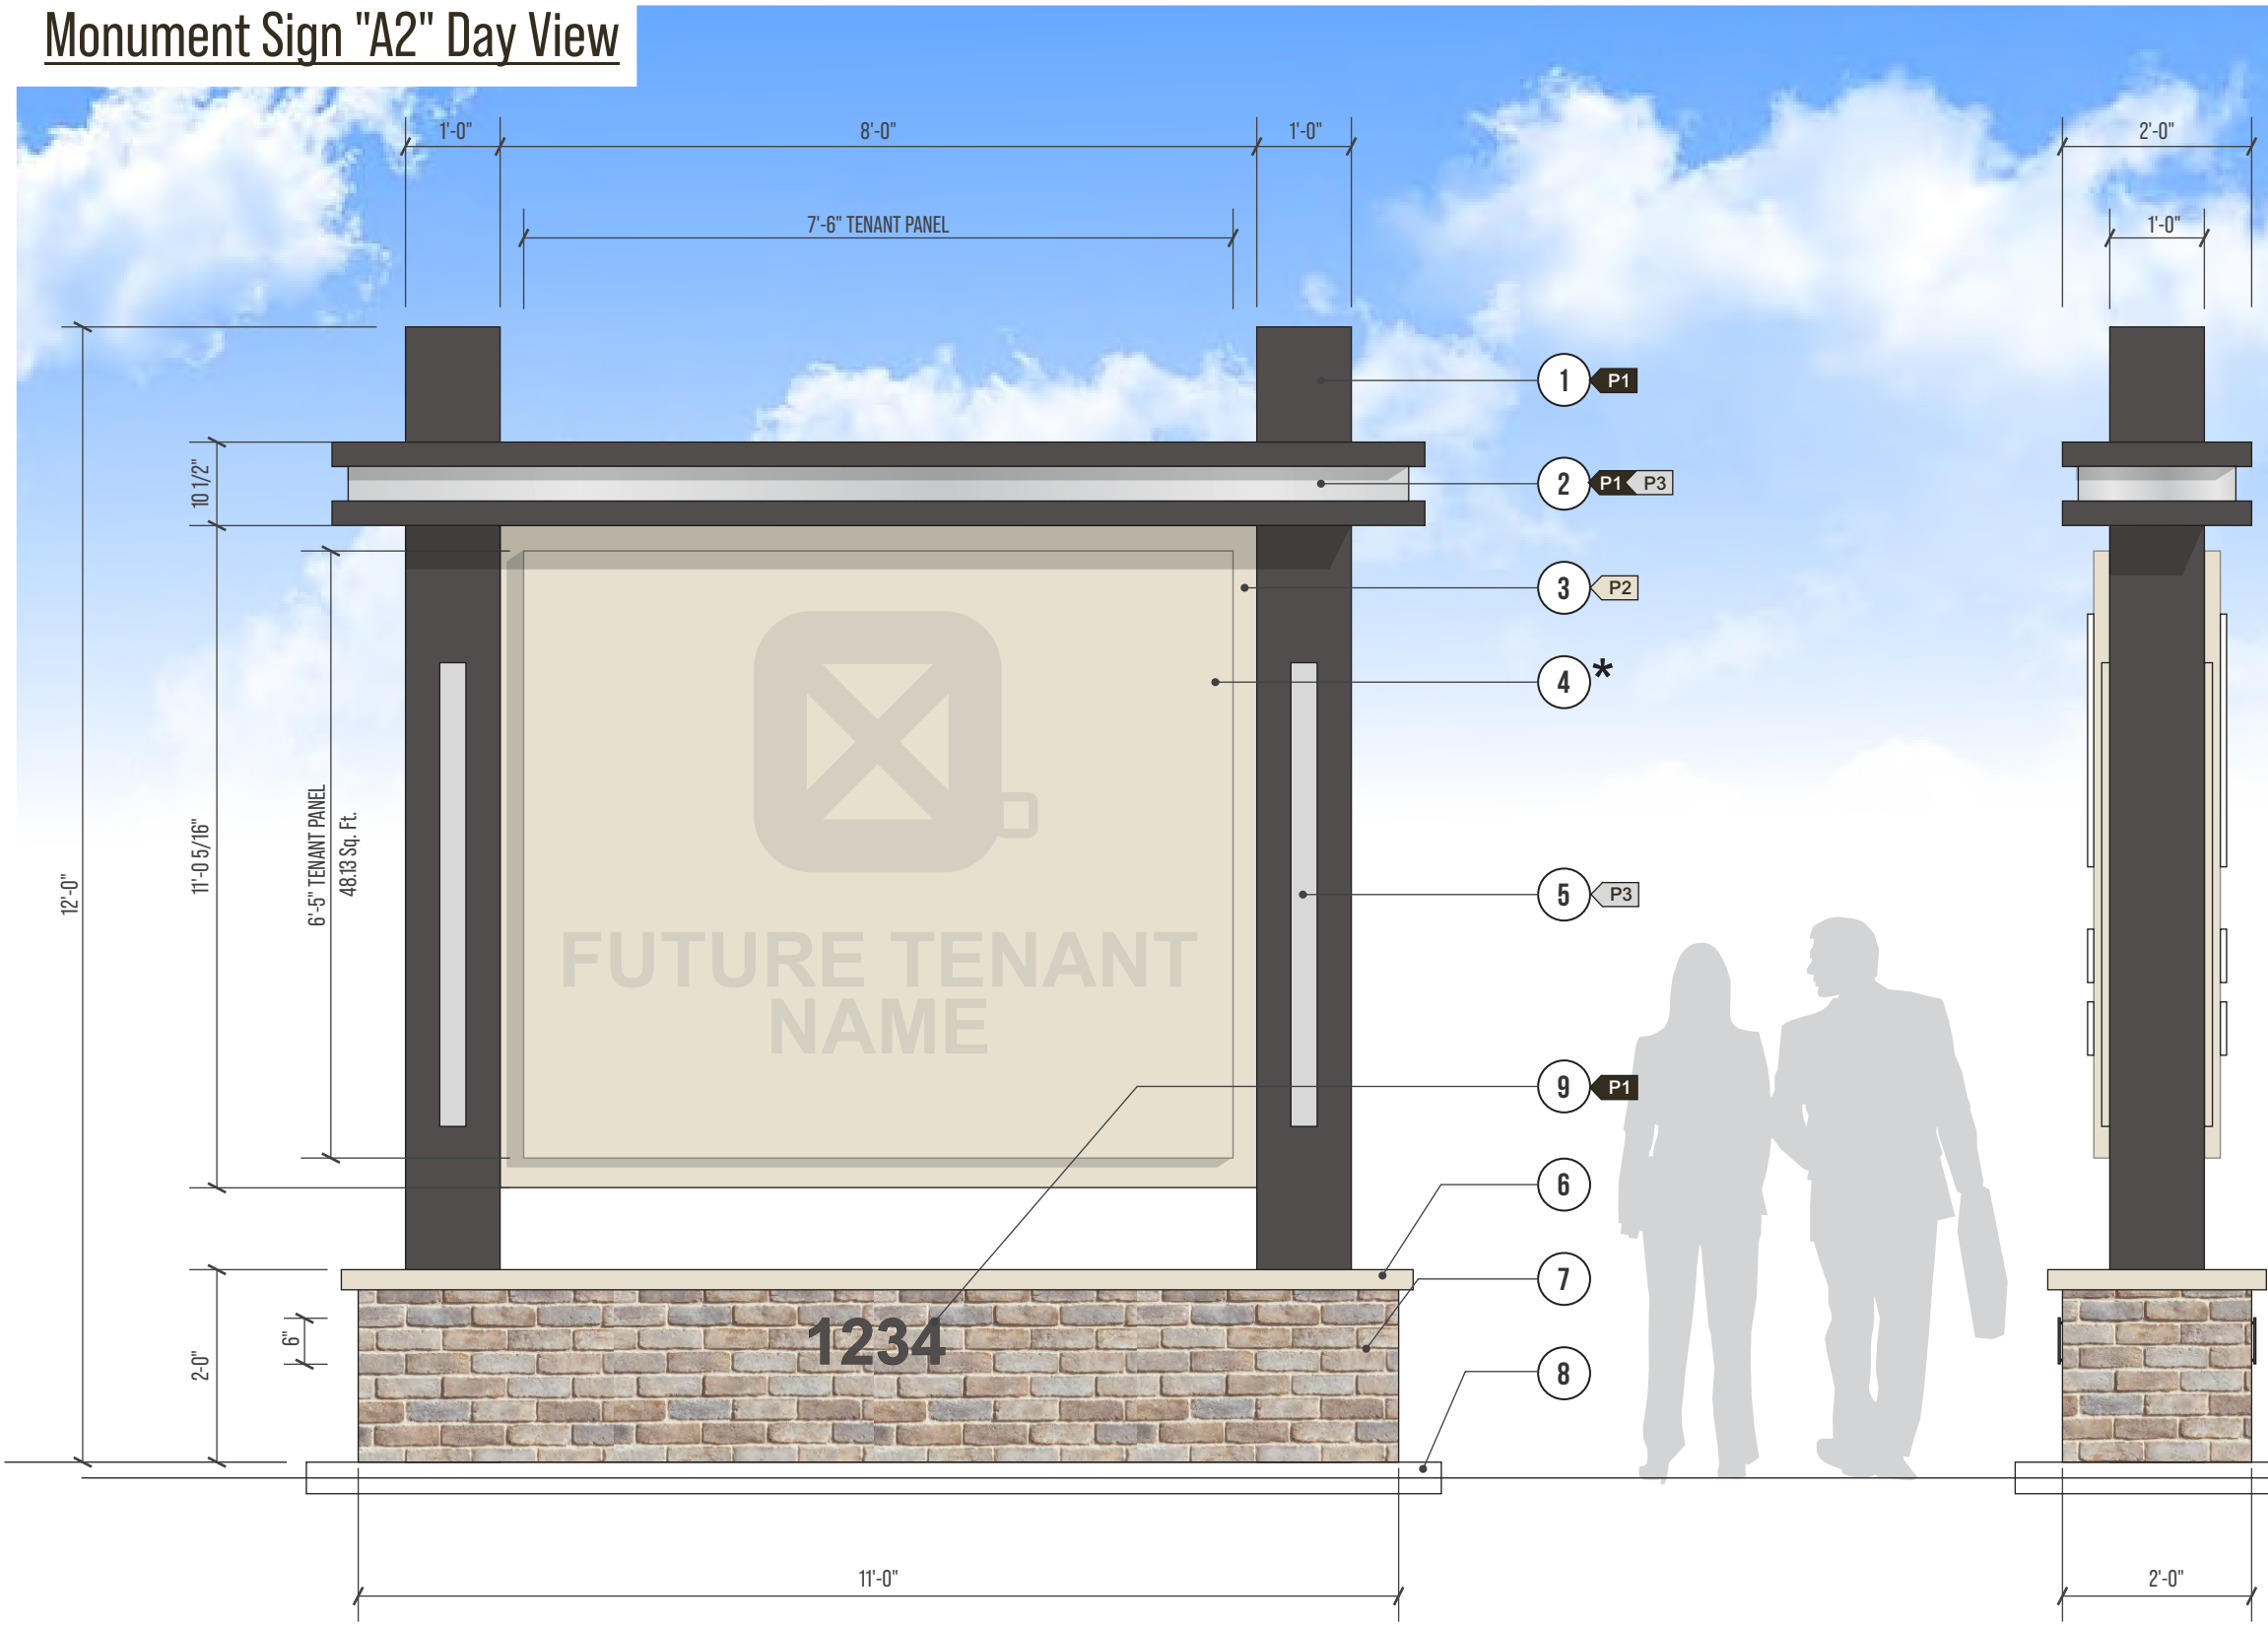 Monument Sign "A2" Day View
1'-0"
8'-0"
1'-0"
2'-0"
7'-6" TENANT PANEL
1'-0"
1 P1
10 1/2"
2 P1 P3
3 P2
4 *
12'-0"
11'-0 5/16"
6'-5" TENANT PANEL
48.13 Sq. Ft.
5 P3
FUTURE TENANT
NAME
9 P1
6
7
1234
6"
2-0"
8
11'-0"
2'-0"